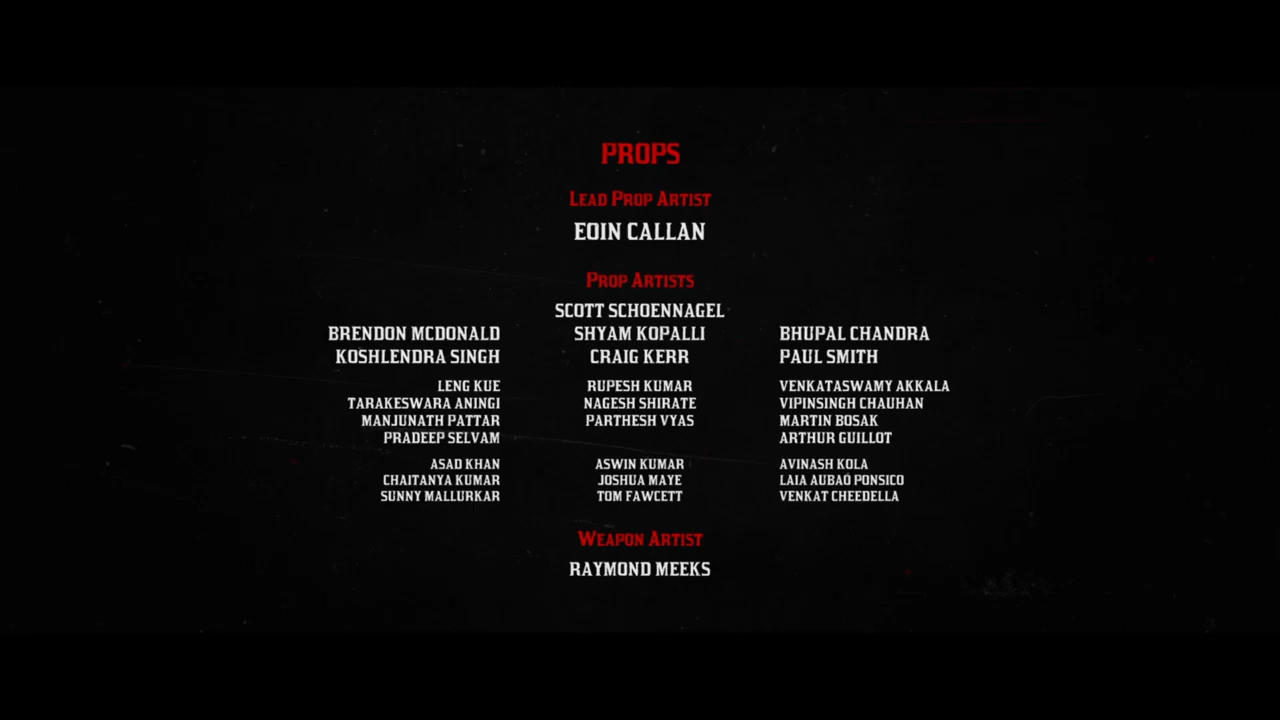 PROPS
LEAD PROP ARTIST
EOIN CALLAN
PROP ARTISTS
SCOTT SCHOENNAGEL
BRENDON MCDONALD SHYAM KOPALLI BHUPAL CHANDRA
KOSHLENDRA SINGH CRAIG KERR PAUL SMITH
LENG KUE RUPESH KUMAR VENKATASWAMY AKKALA
TARAKESWARA ANINGI NAGESH SHIRATE VIPINSINGH CHAUHAN
MANJUNATH PATTAR PARTHESH VYAS MARTIN BOSAK
PRADEEP SELVAM ARTHUR GUILLOT
ASAD KHAN ASWIN KUMAR AVINASH KOLA
CHAITANYA KUMAR JOSHUA MAYE LAIA AUBAO PONSICO
SUNNY MALLURKAR TOM FAWCETT VENKAT CHEEDELLA
WEAPON ARTIST
RAYMOND MEEKS